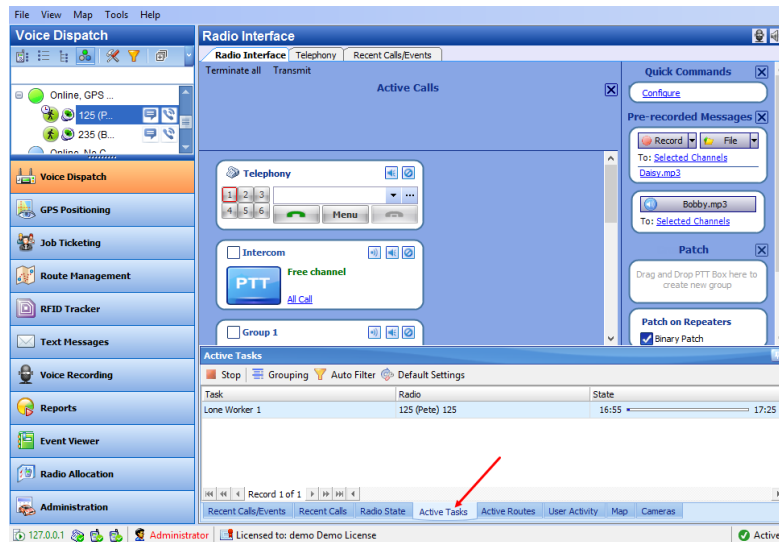 File View Map Tools Help
Voice Dispatch
Online, GPS ...
125 (P...
235 (B...
Voice Dispatch
GPS Positioning
Job Ticketing
Route Management
RFID Tracker
Text Messages
Voice Recording
Reports
Event Viewer
Radio Allocation
Administration
Radio Interface
Radio Interface Telephony Recent Calls/Events
Terminate all Transmit
Active Calls
Telephony
1 2 3
4 5 6
Menu
Intercom
PTT
Free channel
All Call
Group 1
Quick Commands
Configure
Pre-recorded Messages
Record File
To: Selected Channels
Daisy.mp3
Bobby.mp3
To: Selected Channels
Patch
Drag and Drop PTT Box here to
create new group
Patch on Repeaters
Binary Patch
Active Tasks
Stop Grouping Auto Filter Default Settings
Task Radio State
Lone Worker 1 125 (Pete) 125 16:55 17:25
Record 1 of 1
Recent Calls/Events Recent Calls Radio State Active Tasks Active Routes User Activity Map Cameras
127.0.0.1 Administrator Licensed to: demo Demo License Active